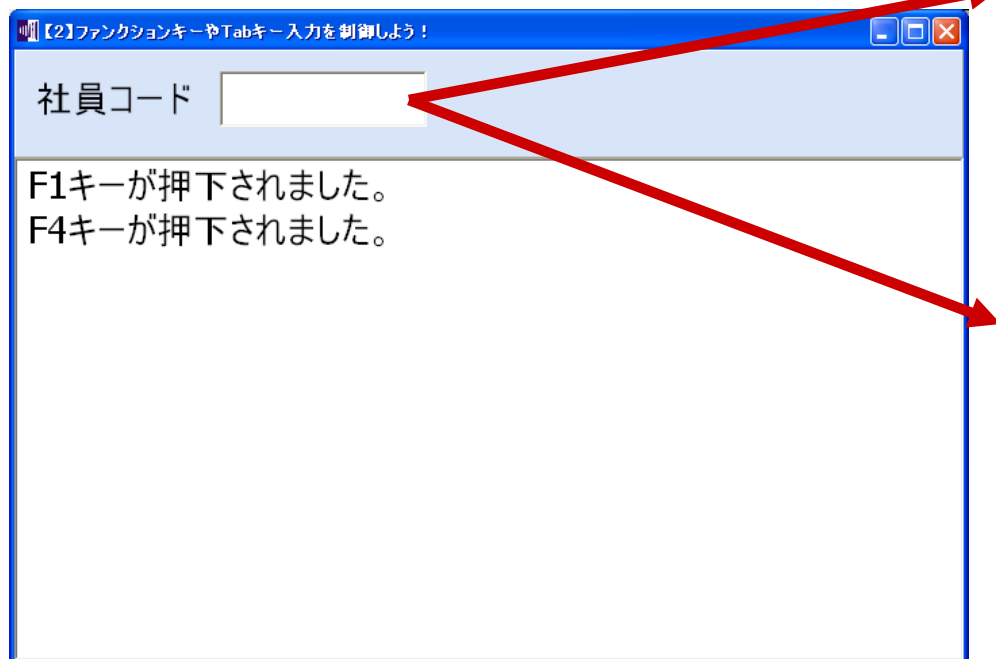 【2】ファンクションキーやTabキー入力を制御しよう！
社員コード
F1キーが押下されました。
F4キーが押下されました。